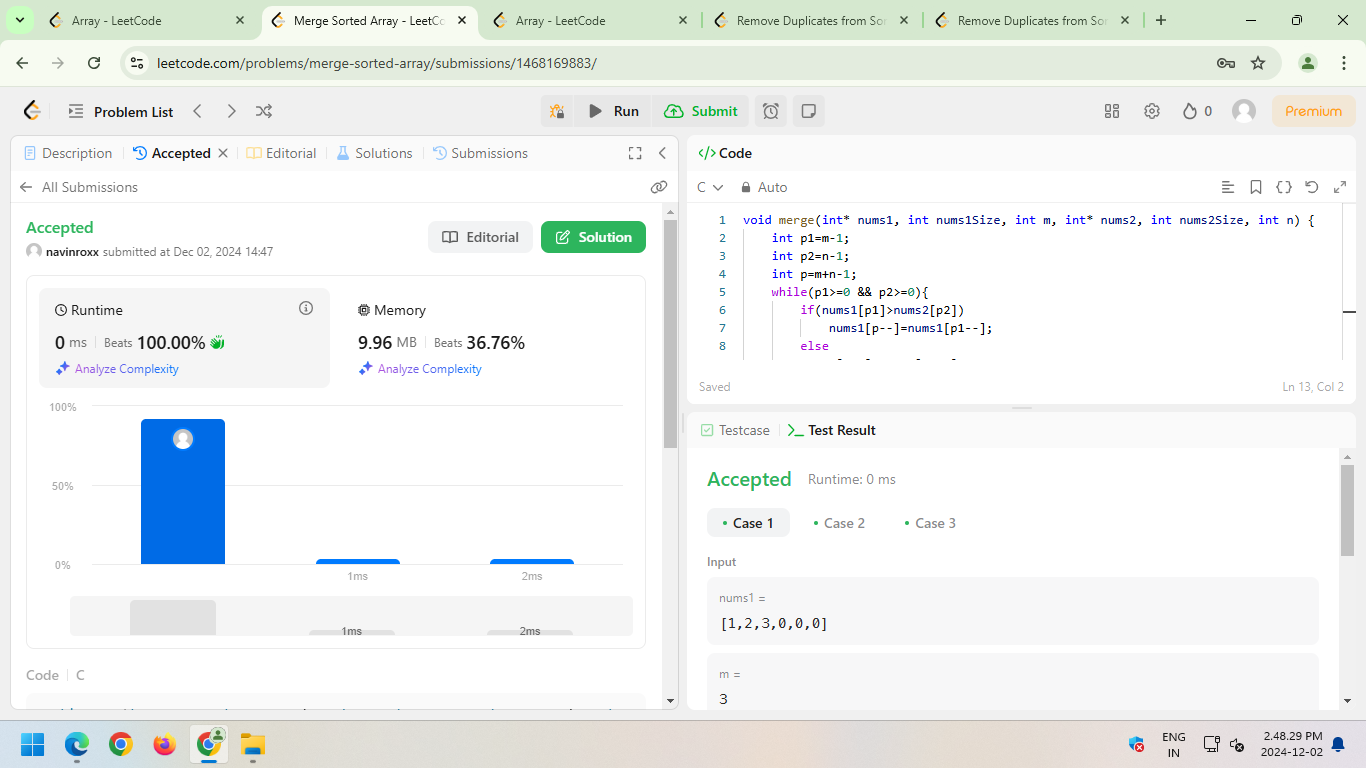 Array - LeetCode
Merge Sorted Array - LeetCo
Array - LeetCode
Remove Duplicates from Sor
Remove Duplicates from Sor
leetcode.com/problems/merge-sorted-array/submissions/1468169883/
Problem List
Run
Submit
0
Premium
Description
Accepted
Editorial
Solutions
Submissions
All Submissions
Accepted
navinroxx submitted at Dec 02, 2024 14:47
Editorial
Solution
Runtime
0 ms
Beats 100.00%
Analyze Complexity
Memory
9.96 MB
Beats 36.76%
Analyze Complexity
100%
50%
0%
1ms
2ms
1ms
2ms
Code
C
</> Code
C
Auto
1 void merge(int* nums1, int nums1Size, int m, int* nums2, int nums2Size, int n) {
2 int p1=m-1;
3 int p2=n-1;
4 int p=m+n-1;
5 while(p1>=0 && p2>=0){
6 if(nums1[p1]>nums2[p2])
7 nums1[p--]=nums1[p1--];
8 else
Saved
Ln 13, Col 2
Testcase
Test Result
Accepted
Runtime: 0 ms
Case 1
Case 2
Case 3
Input
nums1 =
[1,2,3,0,0,0]
m =
3
ENG
IN
2.48.29 PM
2024-12-02